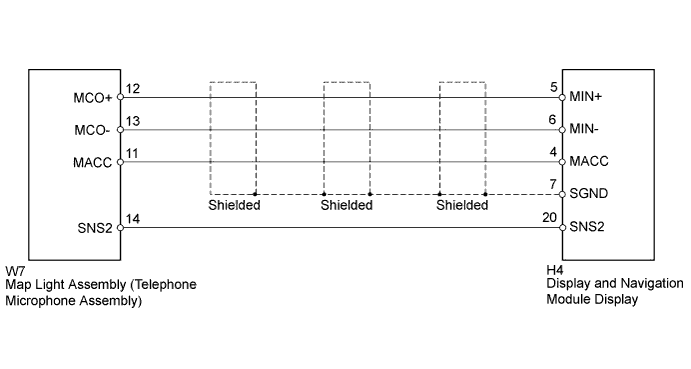 MCO+ 12 5 MIN+
MCO- 13 6 MIN-
MACC 11 4 MACC
7 SGND
Shielded Shielded Shielded
SNS2 14 20 SNS2
W7
Map Light Assembly (Telephone
Microphone Assembly)
H4
Display and Navigation
Module Display